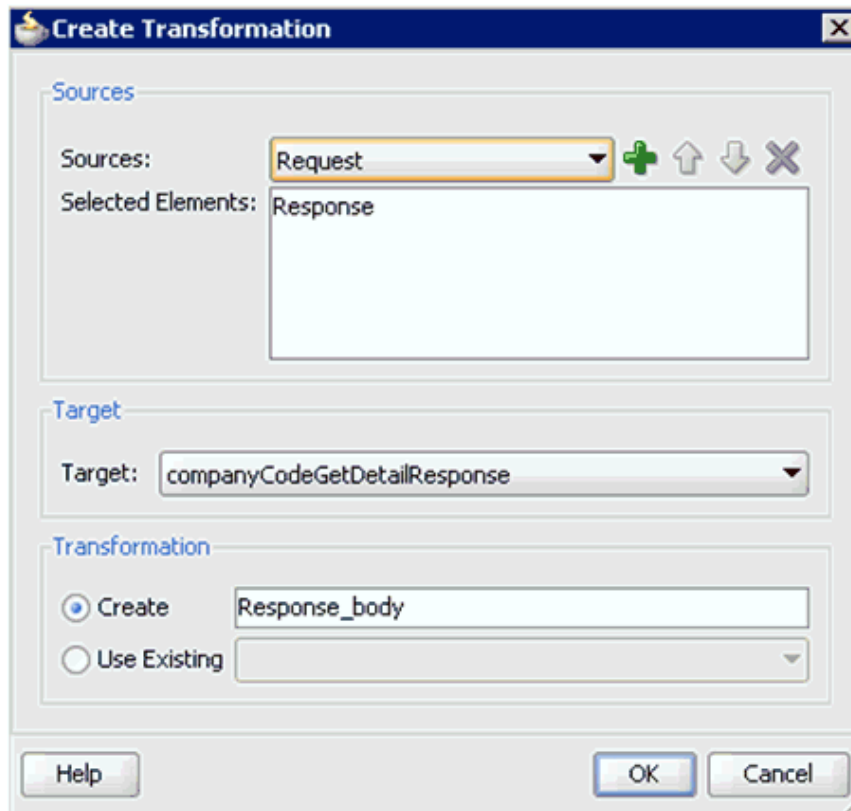 Create Transformation
Sources
Sources: Request
Selected Elements: Response
Target
Target: companyCodeGetDetailResponse
Transformation
Create Response_body
Use Existing
Help OK Cancel